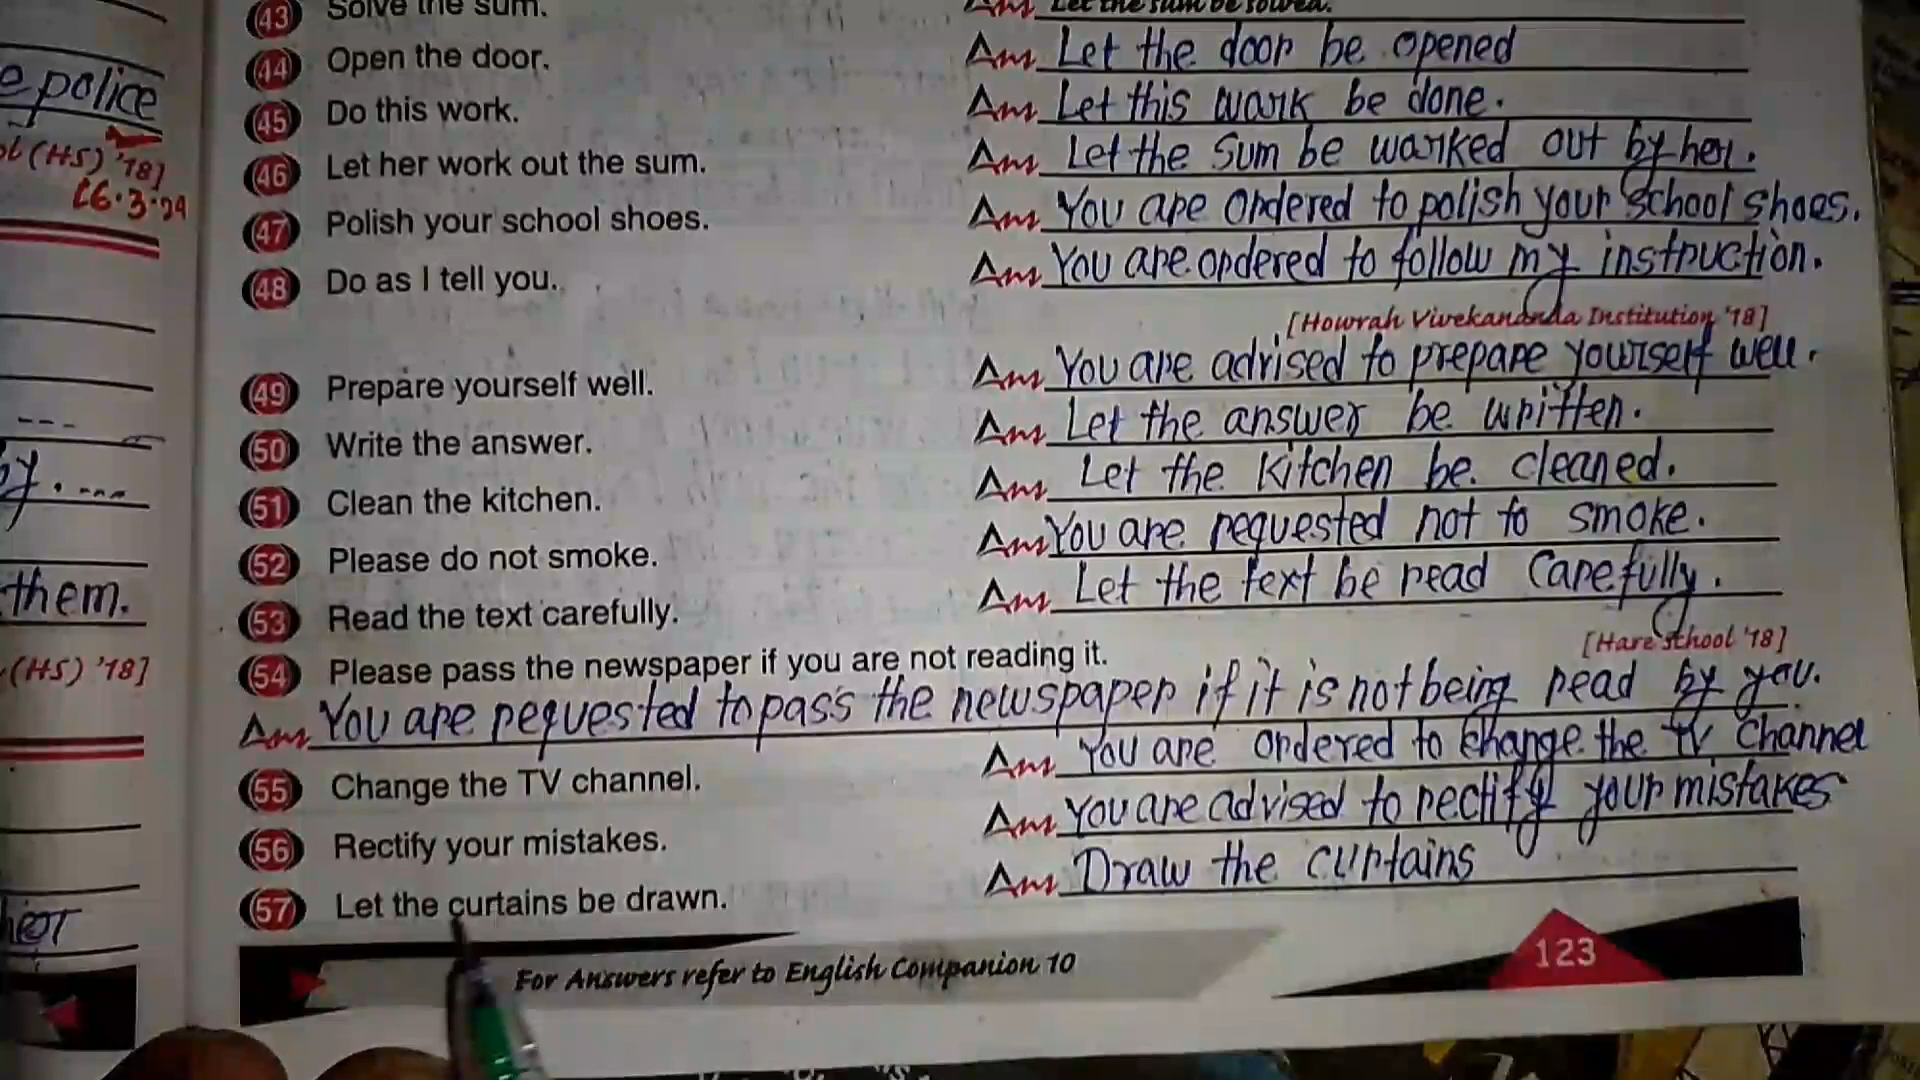 43 Solve the sum. Ans Let the sum be solved.
44 Open the door. Ans Let the door be opened
45 Do this work. Ans Let this work be done.
46 Let her work out the sum. Ans Let the Sum be worked out by her.
47 Polish your school shoes. Ans You are ordered to polish your school shoes.
48 Do as I tell you. Ans You are ordered to follow my instruction.
[Howrah Vivekananda Institution '18]
49 Prepare yourself well. Ans You are advised to prepare yourself well.
50 Write the answer. Ans Let the answer be written.
51 Clean the kitchen. Ans Let the kitchen be cleaned.
52 Please do not smoke. Ans You are requested not to smoke.
53 Read the text carefully. Ans Let the text be read Carefully.
[Hare School '18]
54 Please pass the newspaper if you are not reading it.
Ans You are requested to pass the newspaper if it is not being read by you.
55 Change the TV channel. Ans You are ordered to change the TV Channel
56 Rectify your mistakes. Ans You are advised to rectify your mistakes
57 Let the curtains be drawn. Ans Draw the curtains
For Answers refer to English Companion 10
123
police
(HS) '18]
16.3.24
y. ---
them.
(HS) '18]